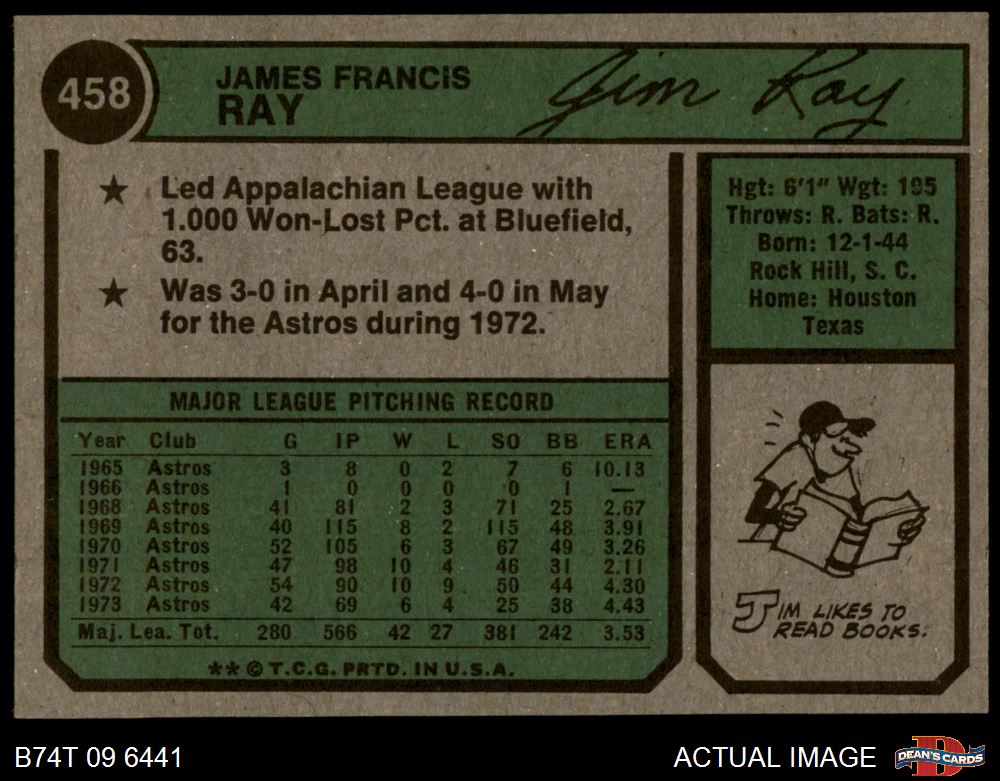 458
JAMES FRANCIS
RAY
Jim Ray
★ Led Appalachian League with
1.000 Won-Lost Pct. at Bluefield,
63.
★ Was 3-0 in April and 4-0 in May
for the Astros during 1972.
Hgt: 6'1" Wgt: 195
Throws: R. Bats: R.
Born: 12-1-44
Rock Hill, S. C.
Home: Houston
Texas
MAJOR LEAGUE PITCHING RECORD
Year Club G IP W L SO BB ERA
1965 Astros 3 8 0 2 7 6 10.13
1966 Astros 1 0 0 0 0 1 —
1968 Astros 41 81 2 3 71 25 2.67
1969 Astros 40 115 8 2 115 48 3.91
1970 Astros 52 105 6 3 67 49 3.26
1971 Astros 47 98 10 4 46 31 2.11
1972 Astros 54 90 10 9 50 44 4.30
1973 Astros 42 69 6 4 25 38 4.43
Maj. Lea. Tot. 280 566 42 27 381 242 3.53
** © T.C.G. PRTD. IN U.S.A.
JIM LIKES TO
READ BOOKS.
B74T 09 6441
ACTUAL IMAGE
D
DEAN'S CARDS